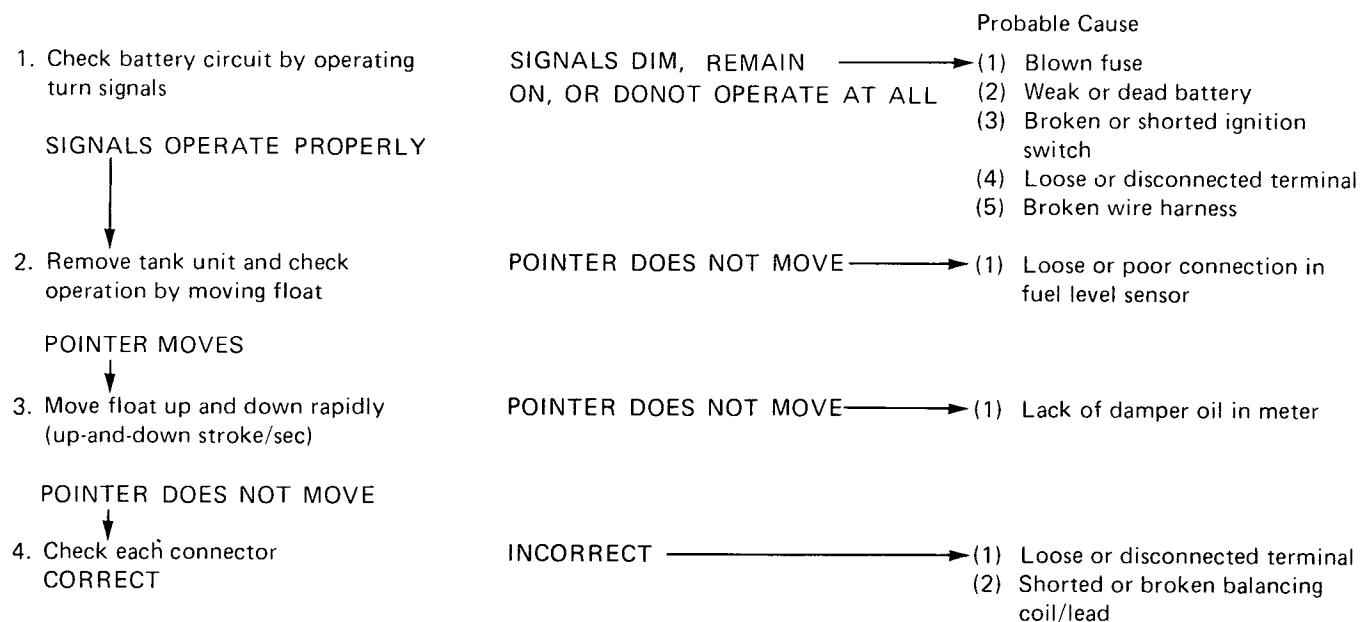 Probable Cause
1. Check battery circuit by operating
turn signals
SIGNALS DIM, REMAIN
ON, OR DONOT OPERATE AT ALL
(1) Blown fuse
(2) Weak or dead battery
(3) Broken or shorted ignition
switch
(4) Loose or disconnected terminal
(5) Broken wire harness
SIGNALS OPERATE PROPERLY
2. Remove tank unit and check
operation by moving float
POINTER DOES NOT MOVE
(1) Loose or poor connection in
fuel level sensor
POINTER MOVES
3. Move float up and down rapidly
(up-and-down stroke/sec)
POINTER DOES NOT MOVE
(1) Lack of damper oil in meter
POINTER DOES NOT MOVE
4. Check each connector
CORRECT
INCORRECT
(1) Loose or disconnected terminal
(2) Shorted or broken balancing
coil/lead